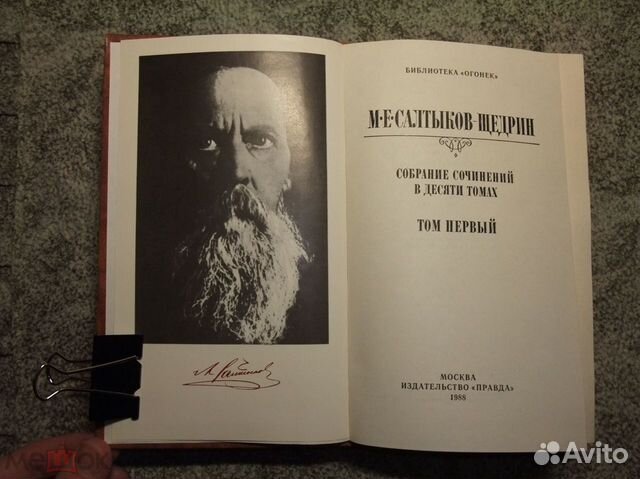 БИБЛИОТЕКА «ОГОНЕК»
М·Е·САЛТЫКОВ-ЩЕДРИН
СОБРАНИЕ СОЧИНЕНИЙ
В ДЕСЯТИ ТОМАХ
ТОМ ПЕРВЫЙ
МОСКВА
ИЗДАТЕЛЬСТВО «ПРАВДА»
1988
Avito